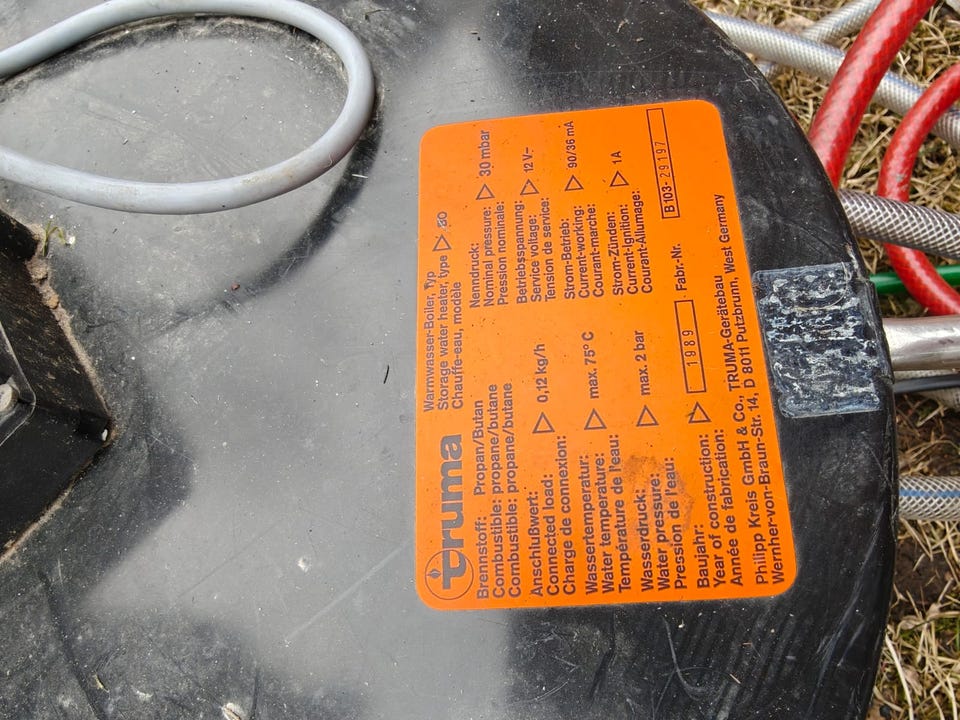 truma
Warmwasser-Boiler, Typ
Storage water heater, type
Chauffe-eau, modèle
Brennstoff: Propan/Butan
Combustible: propane/butane
Combustible: propane/butane
Nenndruck:
Nominal pressure: 30 mbar
Pression nominale:
Anschlußwert:
Connected load: 0,12 kg/h
Charge de connexion:
Betriebsspannung:
Service voltage: 12 V
Tension de service:
Wassertemperatur:
Water temperature: max. 75° C
Température de l'eau:
Strom-Betrieb:
Current-working: 90/36 mA
Courant-marche:
Wasserdruck:
Water pressure: max. 2 bar
Pression de l'eau:
Strom-Zünden:
Current-Ignition: 1 A
Courant-Allumage:
Baujahr:
Year of construction: 1989
Année de fabrication:
Fabr-Nr. B103-29197
Philipp Kreis GmbH & Co., TRUMA-Gerätebau
Wernher-von-Braun-Str. 14, D 8011 Putzbrunn, West Germany